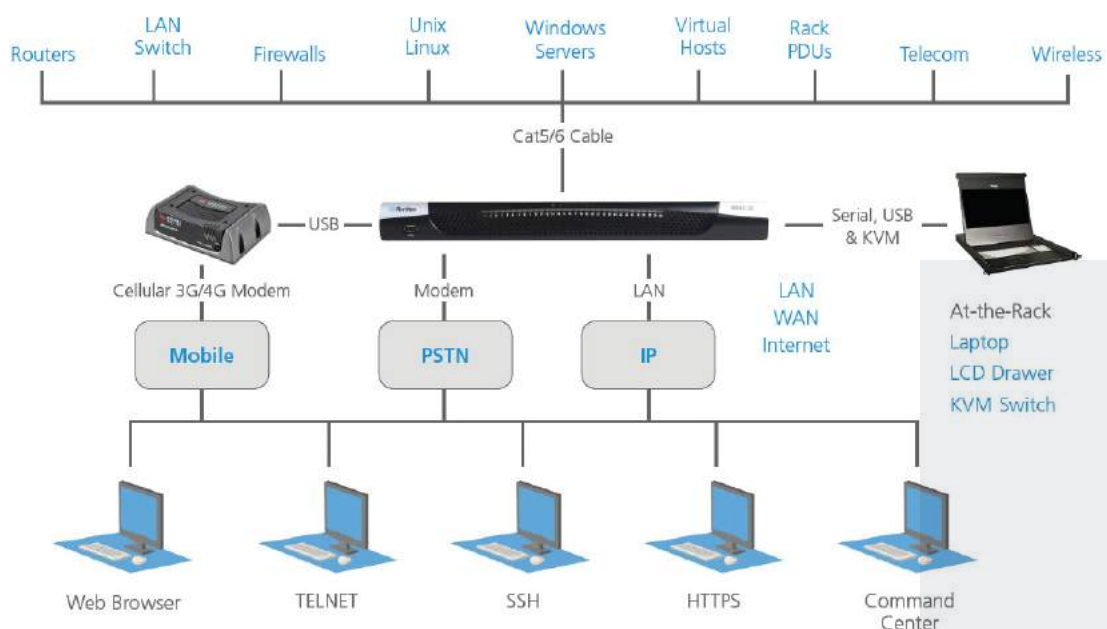 Routers
LAN
Switch
Firewalls
Unix
Linux
Windows
Servers
Virtual
Hosts
Rack
PDUs
Telecom
Wireless
Cat5/6 Cable
USB
Serial, USB
& KVM
Cellular 3G/4G Modem
Modem
LAN
LAN
WAN
Internet
Mobile
PSTN
IP
At-the-Rack
Laptop
LCD Drawer
KVM Switch
Web Browser
TELNET
SSH
HTTPS
Command
Center